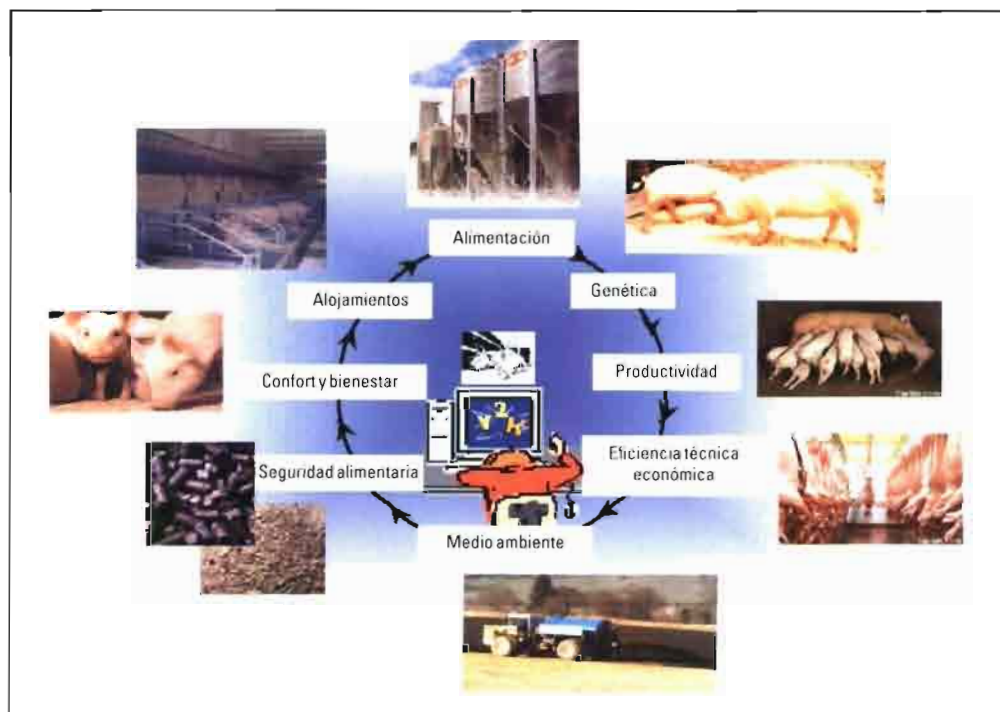 Alimentación
Genética
Productividad
Eficiencia técnica
económica
Medio ambiente
Seguridad alimentaria
Confort y bienestar
Alojamientos